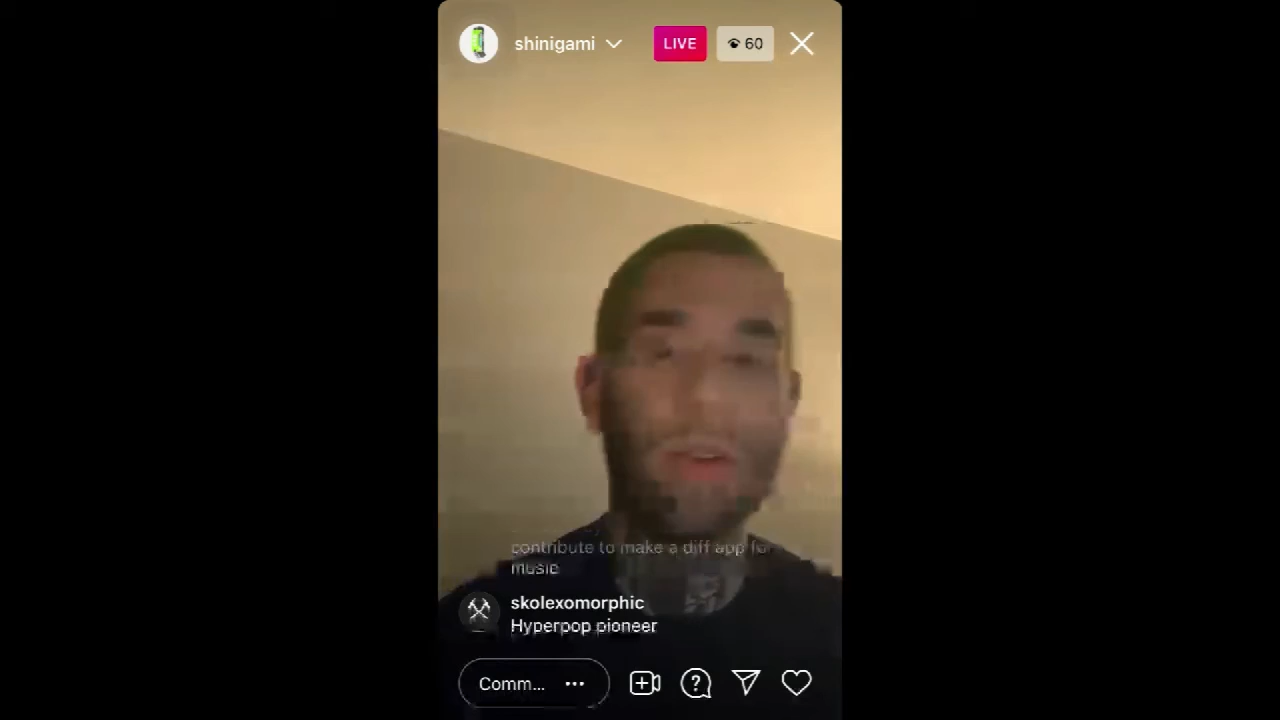 shinigami
LIVE
60
contribute to make a diff app for
music
skolexomorphic
Hyperpop pioneer
Comm...